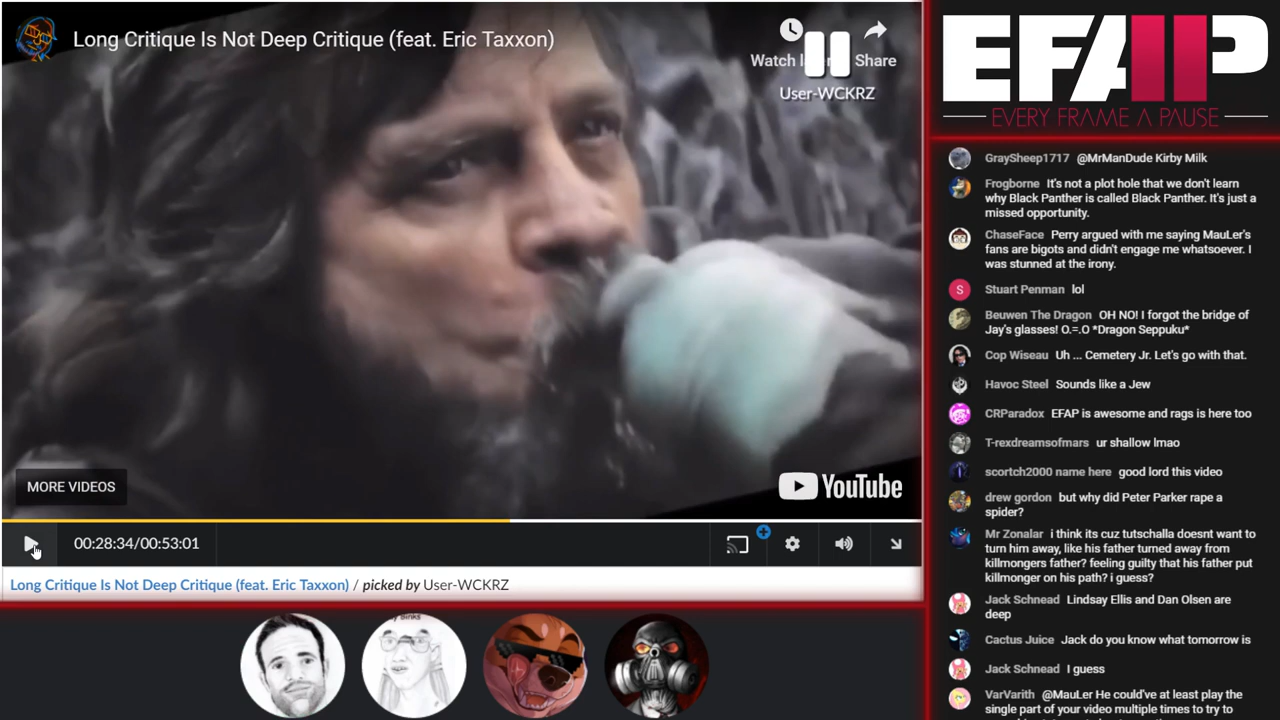 Long Critique Is Not Deep Critique (feat. Eric Taxxon)
Share
User-WCKRZ
MORE VIDEOS
YouTube
00:28:34/00:53:01
Long Critique Is Not Deep Critique (feat. Eric Taxxon) / picked by User-WCKRZ
EFAP
EVERY FRAME A PAUSE
GraySheep1717 @MrManDude Kirby Milk
Frogborne It's not a plot hole that we don't learn
why Black Panther is called Black Panther. It's just a
missed opportunity.
ChaseFace Perry argued with me saying MauLer's
fans are bigots and didn't engage me whatsoever. I
was stunned at the irony.
S
Stuart Penman lol
Beuwen The Dragon OH NO! I forgot the bridge of
Jay's glasses! O.=.O *Dragon Seppuku*
Cop Wiseau Uh ... Cemetery Jr. Let's go with that.
Havoc Steel Sounds like a Jew
CRParadox EFAP is awesome and rags is here too
T-rexdreamsofmars ur shallow lmao
scortch2000 name here good lord this video
drew gordon but why did Peter Parker rape a
spider?
Mr Zonalar i think its cuz tutschalla doesnt want to
turn him away, like his father turned away from
killmongers father? feeling guilty that his father put
killmonger on his path? i guess?
Jack Schnead Lindsay Ellis and Dan Olsen are
deep
Cactus Juice Jack do you know what tomorrow is
Jack Schnead I guess
VarVarith @MauLer He could've at least play the
single part of your video multiple times to try to